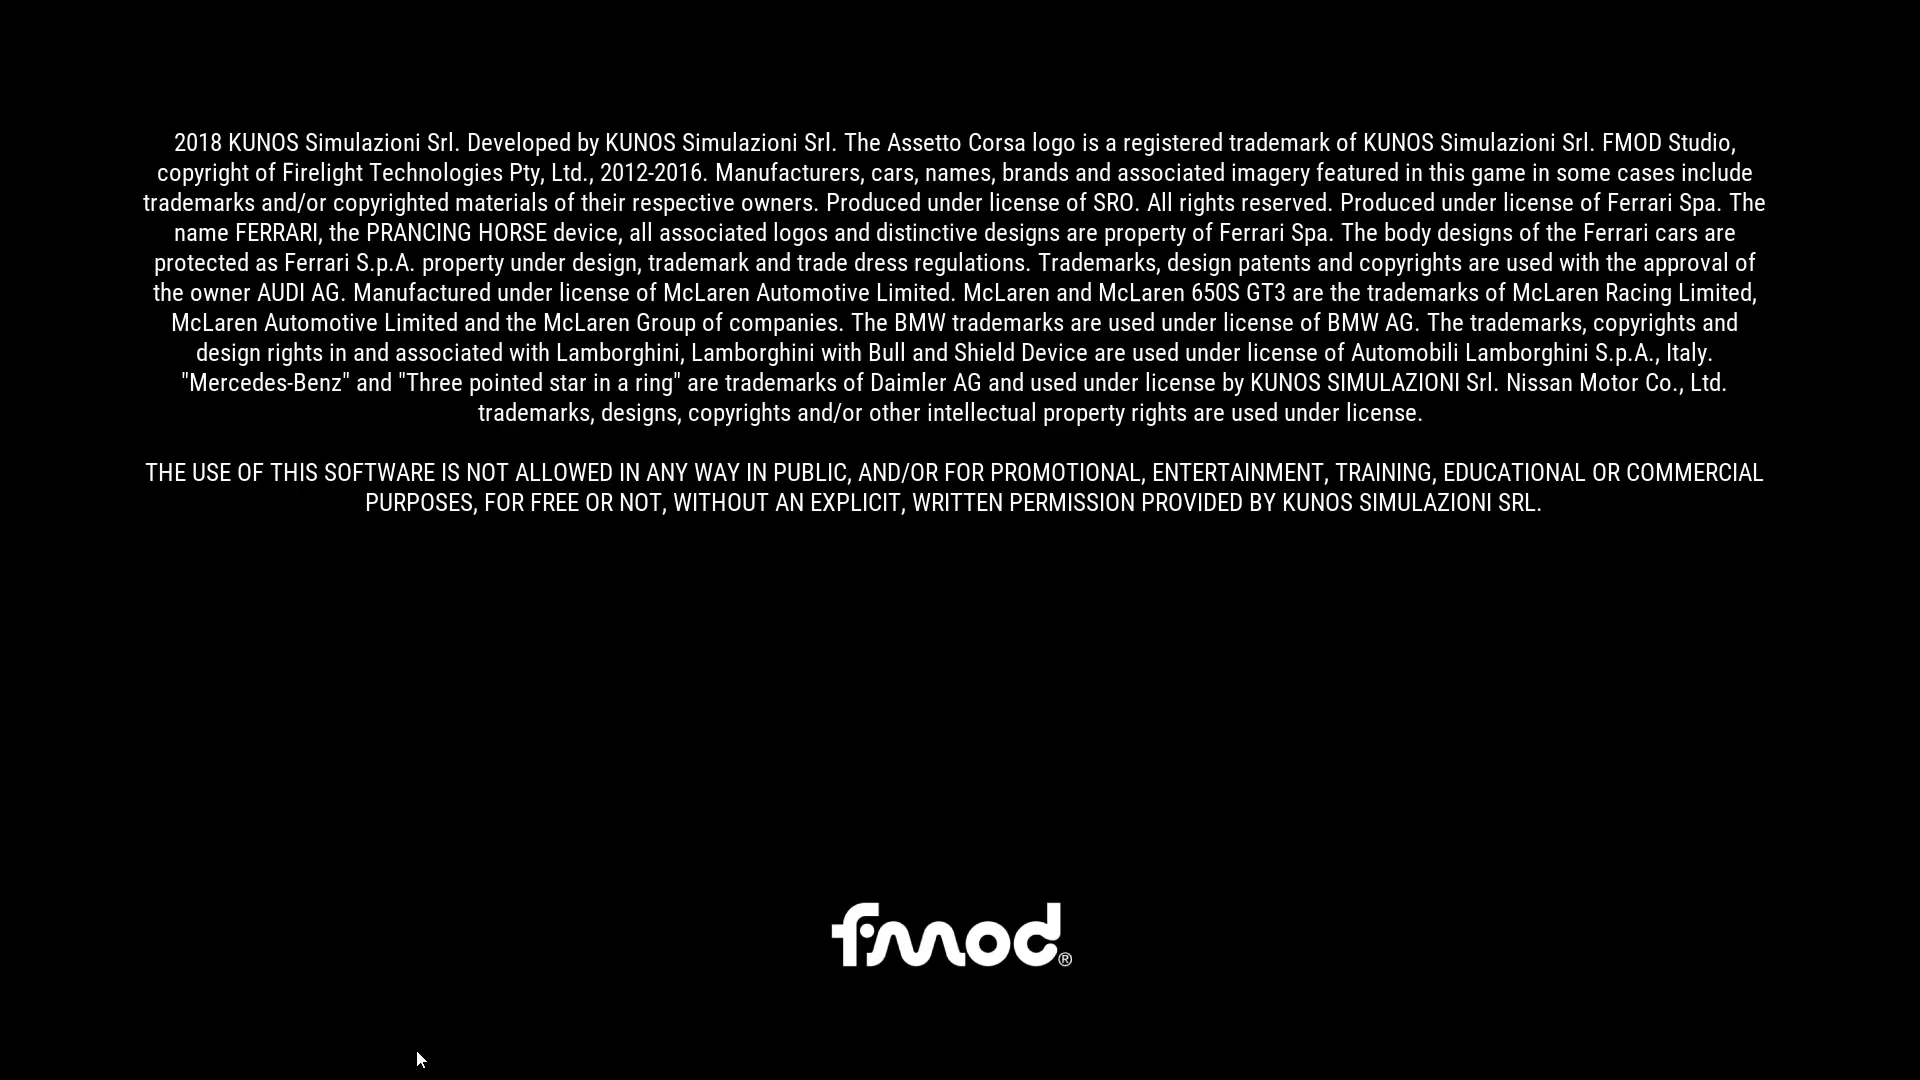 2018 KUNOS Simulazioni Srl. Developed by KUNOS Simulazioni Srl. The Assetto Corsa logo is a registered trademark of KUNOS Simulazioni Srl. FMOD Studio,
copyright of Firelight Technologies Pty, Ltd., 2012-2016. Manufacturers, cars, names, brands and associated imagery featured in this game in some cases include
trademarks and/or copyrighted materials of their respective owners. Produced under license of SRO. All rights reserved. Produced under license of Ferrari Spa. The
name FERRARI, the PRANCING HORSE device, all associated logos and distinctive designs are property of Ferrari Spa. The body designs of the Ferrari cars are
protected as Ferrari S.p.A. property under design, trademark and trade dress regulations. Trademarks, design patents and copyrights are used with the approval of
the owner AUDI AG. Manufactured under license of McLaren Automotive Limited. McLaren and McLaren 650S GT3 are the trademarks of McLaren Racing Limited,
McLaren Automotive Limited and the McLaren Group of companies. The BMW trademarks are used under license of BMW AG. The trademarks, copyrights and
design rights in and associated with Lamborghini, Lamborghini with Bull and Shield Device are used under license of Automobili Lamborghini S.p.A., Italy.
"Mercedes-Benz" and "Three pointed star in a ring" are trademarks of Daimler AG and used under license by KUNOS SIMULAZIONI Srl. Nissan Motor Co., Ltd.
trademarks, designs, copyrights and/or other intellectual property rights are used under license.
THE USE OF THIS SOFTWARE IS NOT ALLOWED IN ANY WAY IN PUBLIC, AND/OR FOR PROMOTIONAL, ENTERTAINMENT, TRAINING, EDUCATIONAL OR COMMERCIAL
PURPOSES, FOR FREE OR NOT, WITHOUT AN EXPLICIT, WRITTEN PERMISSION PROVIDED BY KUNOS SIMULAZIONI SRL.
fmod®